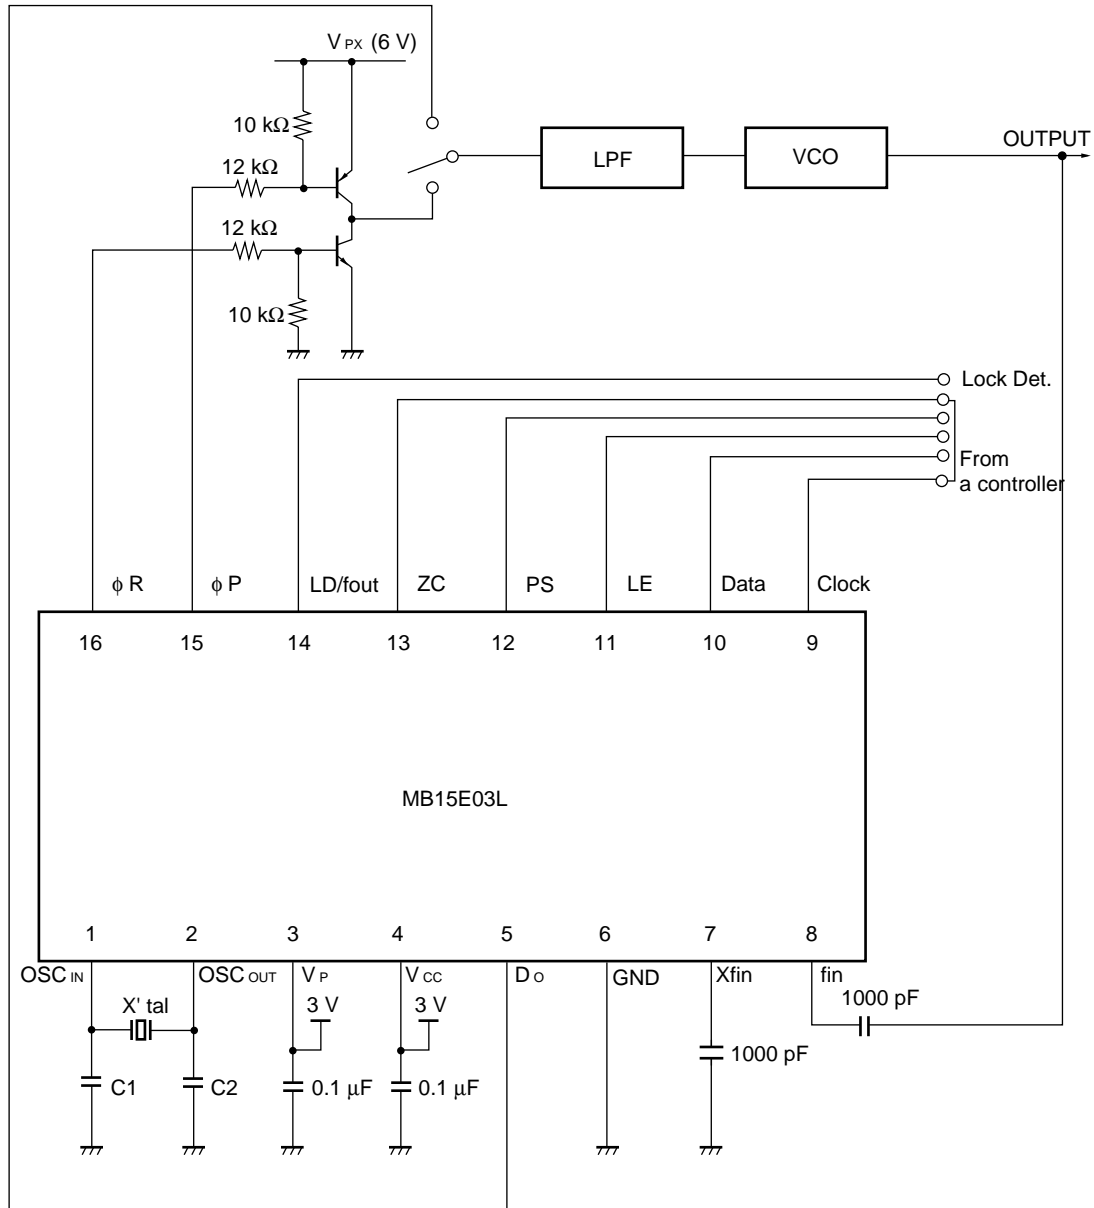 V PX (6 V)
10 kΩ
12 kΩ
12 kΩ
10 kΩ
LPF
VCO
OUTPUT
Lock Det.
From
a controller
φ R
φ P
LD/fout
ZC
PS
LE
Data
Clock
16
15
14
13
12
11
10
9
MB15E03L
1
2
3
4
5
6
7
8
OSC IN
OSC OUT
V P
V CC
D O
GND
Xfin
fin
X' tal
3 V
3 V
1000 pF
C1
C2
0.1 μF
0.1 μF
1000 pF